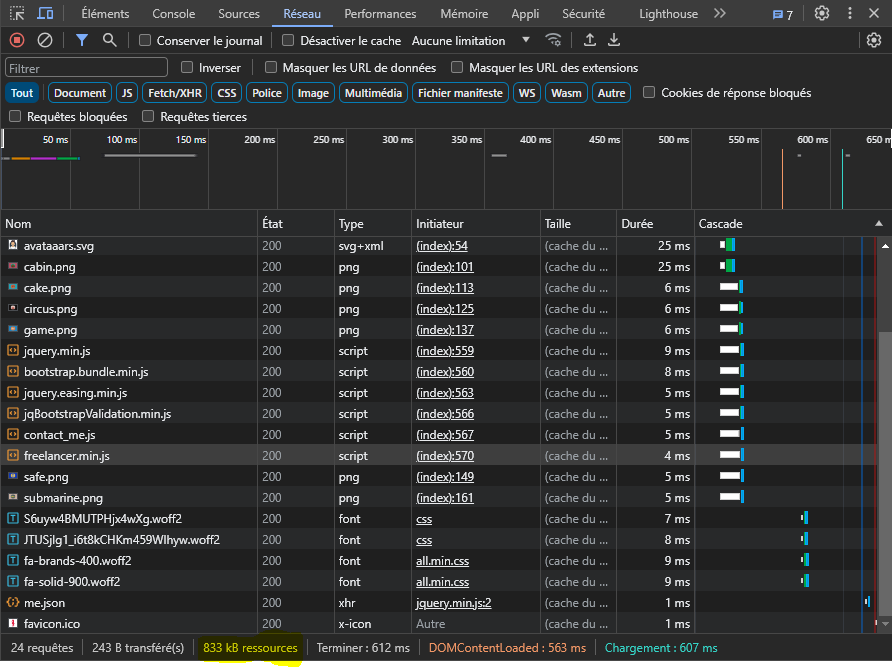 Éléments Console Sources Réseau Performances Mémoire Appli Sécurité Lighthouse 7
Conserver le journal Désactiver le cache Aucune limitation
Filtrer Inverser Masquer les URL de données Masquer les URL des extensions
Tout Document JS Fetch/XHR CSS Police Image Multimédia Fichier manifeste WS Wasm Autre Cookies de réponse bloqués
Requêtes bloquées Requêtes tierces
50 ms 100 ms 150 ms 200 ms 250 ms 300 ms 350 ms 400 ms 450 ms 500 ms 550 ms 600 ms 650 m
Nom État Type Initiateur Taille Durée Cascade
avataaars.svg 200 svg+xml (index):54 (cache du ... 25 ms
cabin.png 200 png (index):101 (cache du ... 25 ms
cake.png 200 png (index):113 (cache du ... 6 ms
circus.png 200 png (index):125 (cache du ... 6 ms
game.png 200 png (index):137 (cache du ... 6 ms
jquery.min.js 200 script (index):559 (cache du ... 9 ms
bootstrap.bundle.min.js 200 script (index):560 (cache du ... 8 ms
jquery.easing.min.js 200 script (index):563 (cache du ... 5 ms
jqBootstrapValidation.min.js 200 script (index):566 (cache du ... 5 ms
contact_me.js 200 script (index):567 (cache du ... 5 ms
freelancer.min.js 200 script (index):570 (cache du ... 4 ms
safe.png 200 png (index):149 (cache du ... 5 ms
submarine.png 200 png (index):161 (cache du ... 5 ms
S6uyw4BMUTPHjx4wXg.woff2 200 font css (cache du ... 7 ms
JTUSjIg1_i6t8kCHKm459Wlhyw.woff2 200 font css (cache du ... 8 ms
fa-brands-400.woff2 200 font all.min.css (cache du ... 9 ms
fa-solid-900.woff2 200 font all.min.css (cache du ... 9 ms
me.json 200 xhr jquery.min.js:2 (cache du ... 1 ms
favicon.ico 200 x-icon Autre (cache du ... 1 ms
24 requêtes 243 B transféré(s) 833 kB ressources Terminer : 612 ms DOMContentLoaded : 563 ms Chargement : 607 ms